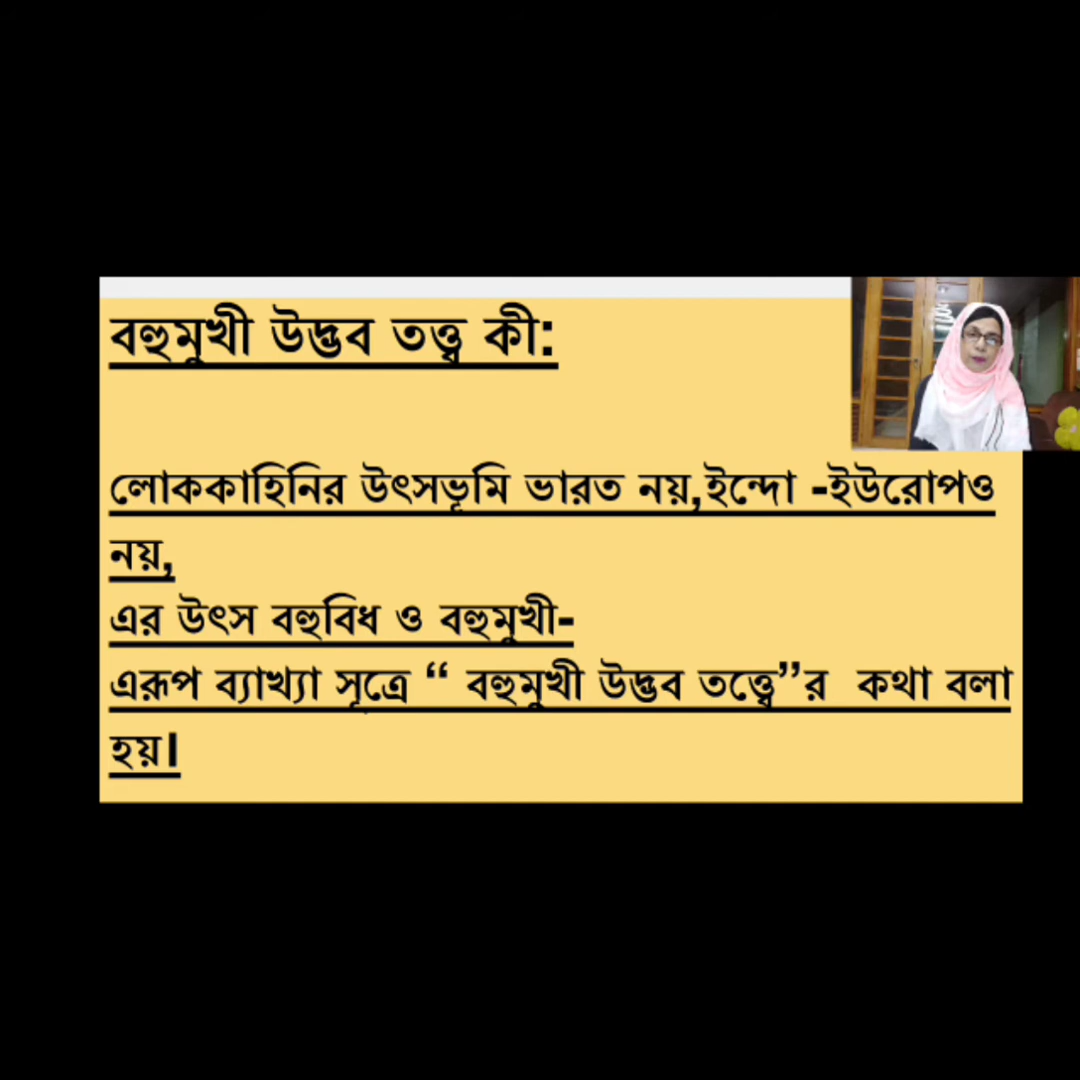 বহুমুখী উদ্ভব তত্ত্ব কী:
লোককাহিনির উৎসভূমি ভারত নয়,ইন্দো -ইউরোপও
নয়,
এর উৎস বহুবিধ ও বহুমুখী-
এরূপ ব্যাখ্যা সূত্রে “ বহুমুখী উদ্ভব তত্ত্বে”র কথা বলা
হয়।